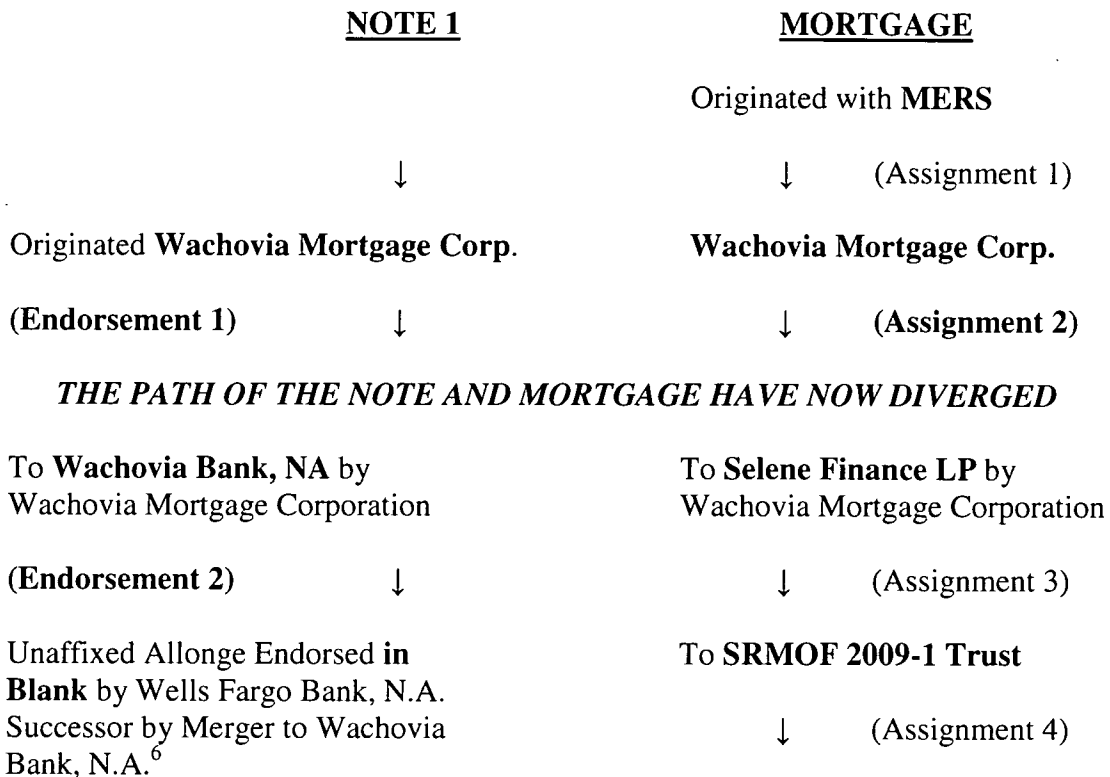 NOTE 1 MORTGAGE
Originated with MERS
↓ ↓ (Assignment 1)
Originated Wachovia Mortgage Corp. Wachovia Mortgage Corp.
(Endorsement 1) ↓ ↓ (Assignment 2)
THE PATH OF THE NOTE AND MORTGAGE HAVE NOW DIVERGED
To Wachovia Bank, NA by To Selene Finance LP by
Wachovia Mortgage Corporation Wachovia Mortgage Corporation
(Endorsement 2) ↓ ↓ (Assignment 3)
Unaffixed Allonge Endorsed in To SRMOF 2009-1 Trust
Blank by Wells Fargo Bank, N.A.
Successor by Merger to Wachovia ↓ (Assignment 4)
Bank, N.A.6